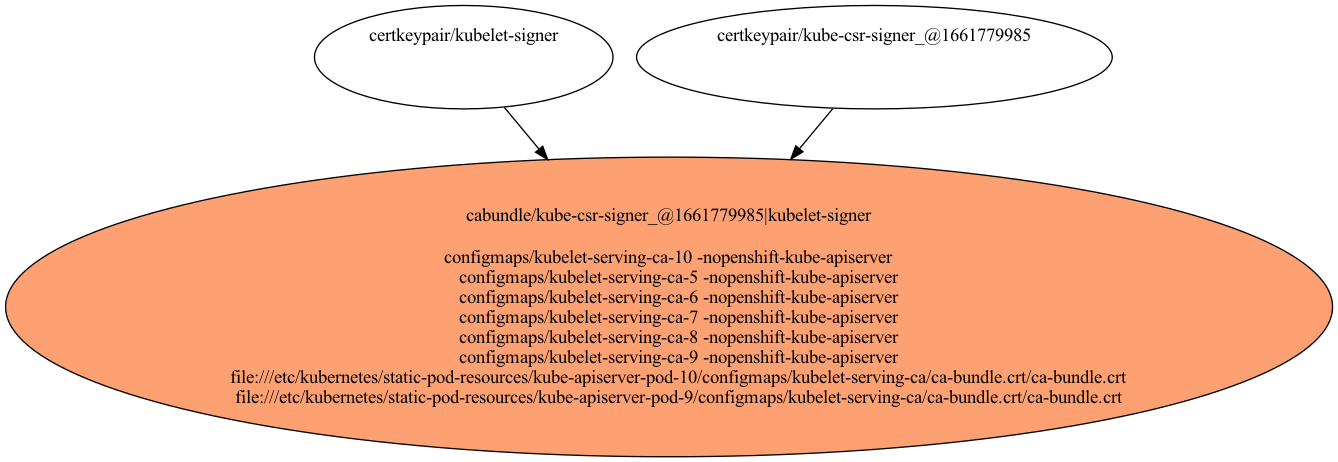 certkeypair/kubelet-signer
certkeypair/kube-csr-signer_@1661779985
cabundle/kube-csr-signer_@1661779985|kubelet-signer
configmaps/kubelet-serving-ca-10 -nopenshift-kube-apiserver
configmaps/kubelet-serving-ca-5 -nopenshift-kube-apiserver
configmaps/kubelet-serving-ca-6 -nopenshift-kube-apiserver
configmaps/kubelet-serving-ca-7 -nopenshift-kube-apiserver
configmaps/kubelet-serving-ca-8 -nopenshift-kube-apiserver
configmaps/kubelet-serving-ca-9 -nopenshift-kube-apiserver
file:///etc/kubernetes/static-pod-resources/kube-apiserver-pod-10/configmaps/kubelet-serving-ca/ca-bundle.crt/ca-bundle.crt
file:///etc/kubernetes/static-pod-resources/kube-apiserver-pod-9/configmaps/kubelet-serving-ca/ca-bundle.crt/ca-bundle.crt